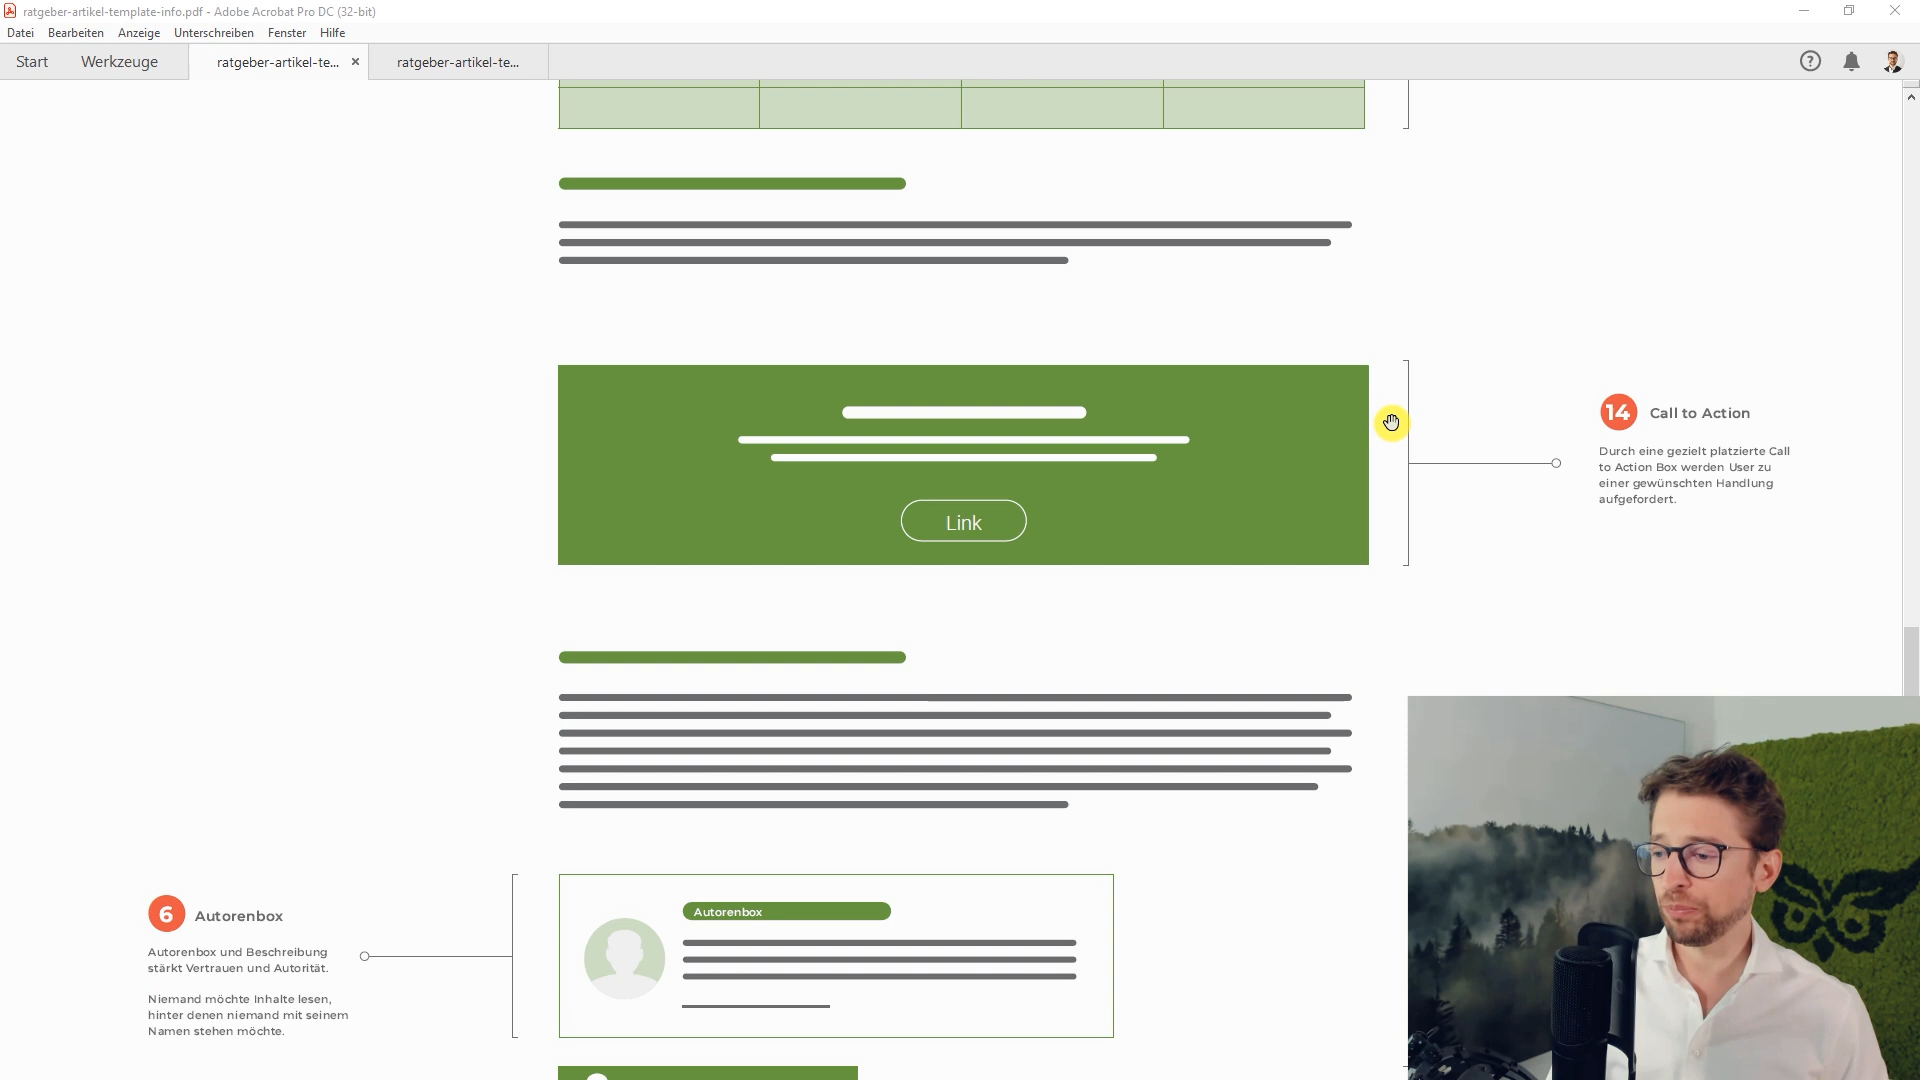 ratgeber-artikel-template-info.pdf - Adobe Acrobat Pro DC (32-bit)
Datei Bearbeiten Anzeige Unterschreiben Fenster Hilfe
Start Werkzeuge ratgeber-artikel-te... × ratgeber-artikel-te...
14 Call to Action
Durch eine gezielt platzierte Call
to Action Box werden User zu
einer gewünschten Handlung
aufgefordert.
Link
6 Autorenbox
Autorenbox und Beschreibung
stärkt Vertrauen und Autorität.
Niemand möchte Inhalte lesen,
hinter denen niemand mit seinem
Namen stehen möchte.
Autorenbox